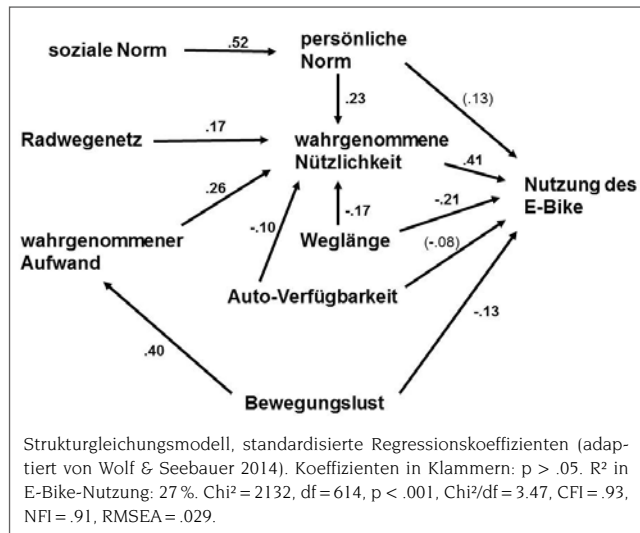 persönliche
soziale Norm
.52
Norm
(.13)
.23
Radwegenetz
.17
wahrgenommene
Nützlichkeit
.41
Nutzung des
E-Bike
.26
-.10
-.17
-.21
wahrgenommener
Aufwand
Weglänge
(-.08)
Auto-Verfügbarkeit
-.13
.40
Bewegungslust
Strukturgleichungsmodell, standardisierte Regressionskoeffizienten (adap-
tiert von Wolf & Seebauer 2014). Koeffizienten in Klammern: p > .05. R² in
E-Bike-Nutzung: 27 %. Chi² = 2132, df = 614, p < .001, Chi²/df = 3.47, CFI = .93,
NFI = .91, RMSEA = .029.